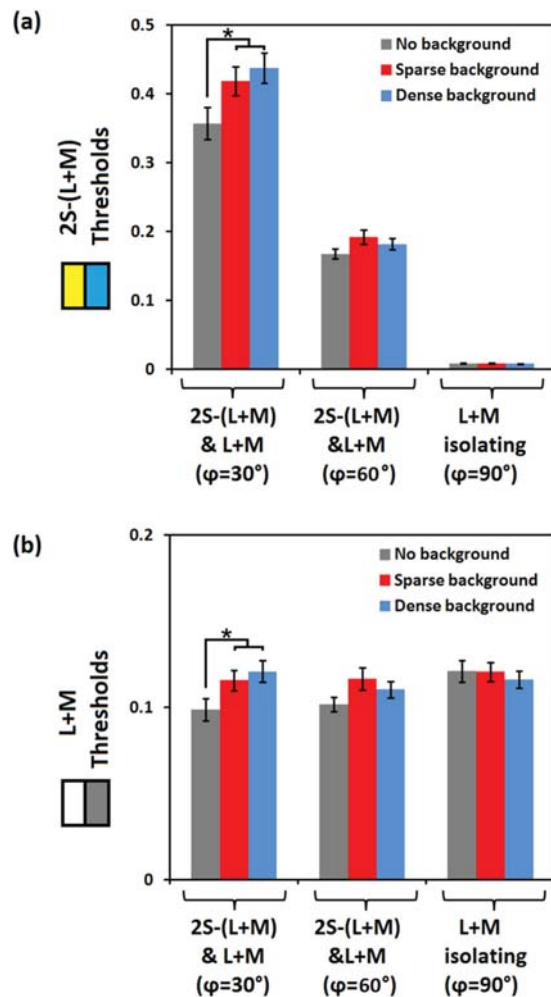 (a)
2S-(L+M)
Thresholds
0.5
0.4
0.3
0.2
0.1
0
*
No background
Sparse background
Dense background
2S-(L+M)
& L+M
(φ=30°)
2S-(L+M)
&L+M
(φ=60°)
L+M
isolating
(φ=90°)
(b)
L+M
Thresholds
0.2
0.1
0
*
No background
Sparse background
Dense background
2S-(L+M)
& L+M
(φ=30°)
2S-(L+M)
&L+M
(φ=60°)
L+M
isolating
(φ=90°)